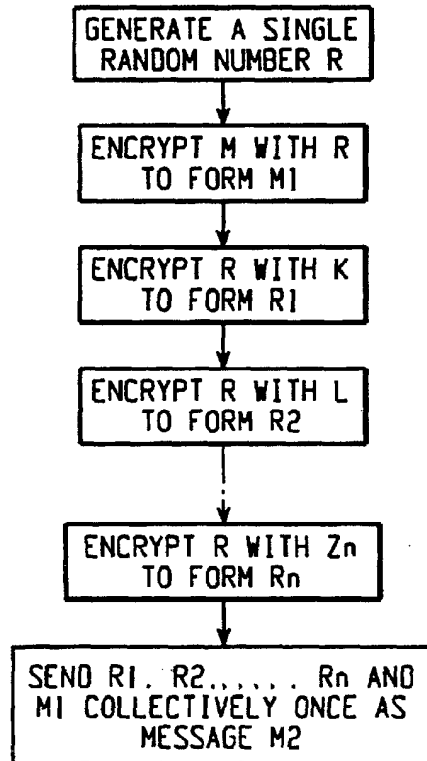 GENERATE A SINGLE
RANDOM NUMBER R
ENCRYPT M WITH R
TO FORM M1
ENCRYPT R WITH K
TO FORM R1
ENCRYPT R WITH L
TO FORM R2
ENCRYPT R WITH Zn
TO FORM Rn
SEND R1. R2...... Rn AND
M1 COLLECTIVELY ONCE AS
MESSAGE M2